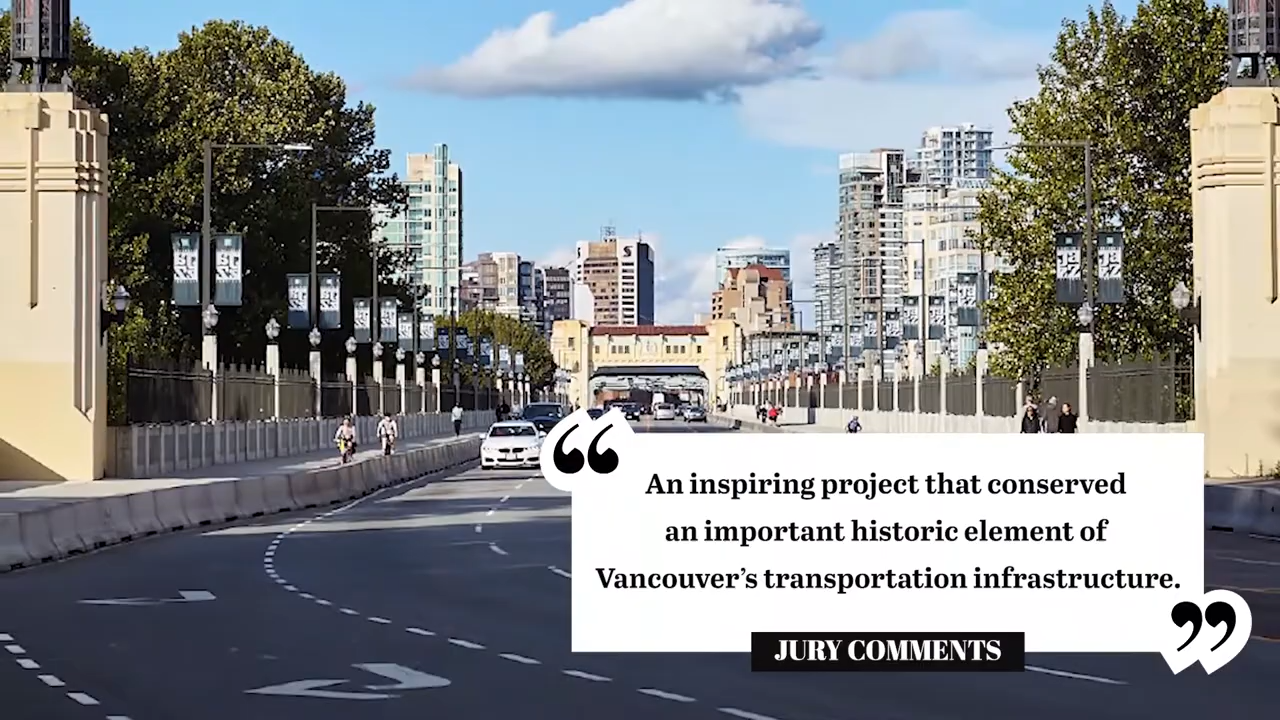 An inspiring project that conserved
an important historic element of
Vancouver’s transportation infrastructure.
JURY COMMENTS